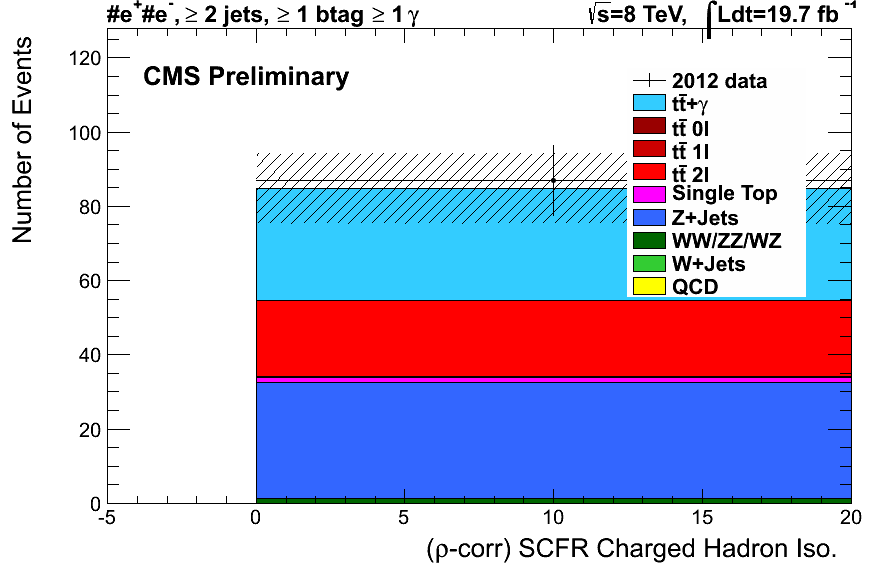 #e⁺#e⁻, ≥ 2 jets, ≥ 1 btag ≥ 1 γ
√s=8 TeV, ∫Ldt=19.7 fb⁻¹
CMS Preliminary
2012 data
tt̄+γ
tt̄ 0l
tt̄ 1l
tt̄ 2l
Single Top
Z+Jets
WW/ZZ/WZ
W+Jets
QCD
Number of Events
120
100
80
60
40
20
0
-5 0 5 10 15 20
(ρ-corr) SCFR Charged Hadron Iso.